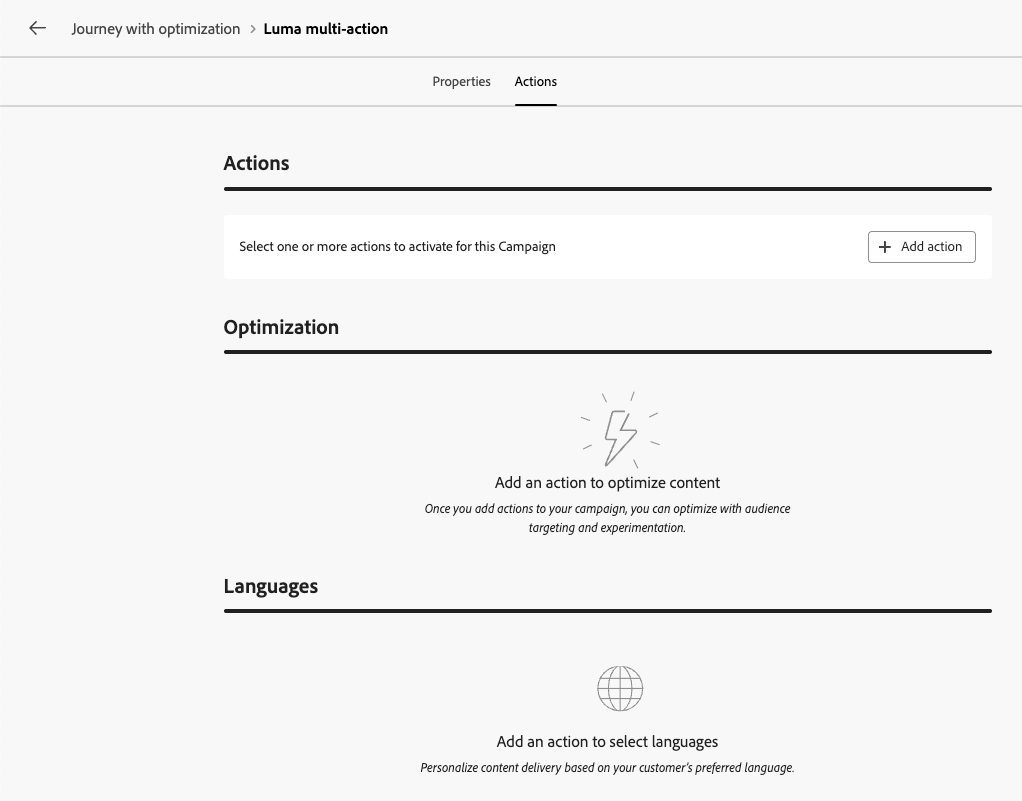 Journey with optimization > Luma multi-action
Properties Actions
Actions
Select one or more actions to activate for this Campaign
Add action
Optimization
Add an action to optimize content
Once you add actions to your campaign, you can optimize with audience
targeting and experimentation.
Languages
Add an action to select languages
Personalize content delivery based on your customer's preferred language.